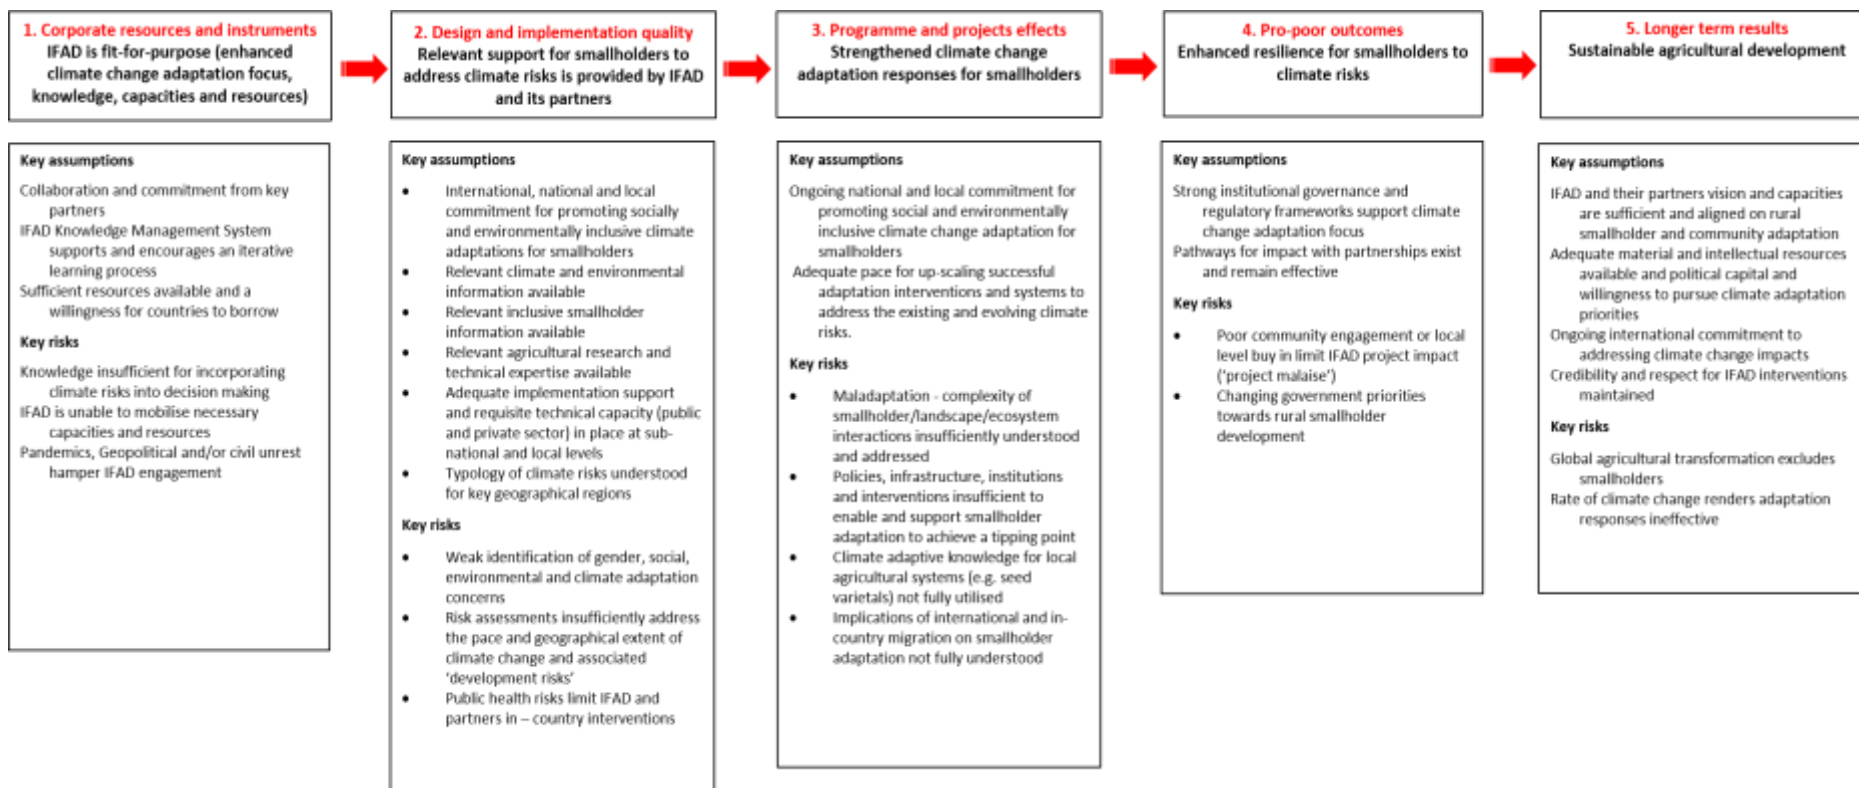 1. Corporate resources and instruments
IFAD is fit-for-purpose (enhanced
climate change adaptation focus,
knowledge, capacities and resources)
Key assumptions
Collaboration and commitment from key
partners
IFAD Knowledge Management System
supports and encourages an iterative
learning process
Sufficient resources available and a
willingness for countries to borrow
Key risks
Knowledge insufficient for incorporating
climate risks into decision making
IFAD is unable to mobilise necessary
capacities and resources
Pandemics, Geopolitical and/or civil unrest
hamper IFAD engagement
2. Design and implementation quality
Relevant support for smallholders to
address climate risks is provided by IFAD
and its partners
Key assumptions
• International, national and local
commitment for promoting socially
and environmentally inclusive climate
adaptations for smallholders
• Relevant climate and environmental
information available
• Relevant inclusive smallholder
information available
• Relevant agricultural research and
technical expertise available
• Adequate implementation support
and requisite technical capacity (public
and private sector) in place at sub-
national and local levels
• Typology of climate risks understood
for key geographical regions
Key risks
• Weak identification of gender, social,
environmental and climate adaptation
concerns
• Risk assessments insufficiently address
the pace and geographical extent of
climate change and associated
'development risks'
• Public health risks limit IFAD and
partners in – country interventions
3. Programme and projects effects
Strengthened climate change
adaptation responses for smallholders
Key assumptions
Ongoing national and local commitment for
promoting social and environmentally
inclusive climate change adaptation for
smallholders
Adequate pace for up-scaling successful
adaptation interventions and systems to
address the existing and evolving climate
risks.
Key risks
• Maladaptation - complexity of
smallholder/landscape/ecosystem
interactions insufficiently understood
and addressed
• Policies, infrastructure, institutions
and interventions insufficient to
enable and support smallholder
adaptation to achieve a tipping point
• Climate adaptive knowledge for local
agricultural systems (e.g. seed
varietals) not fully utilised
• Implications of international and in-
country migration on smallholder
adaptation not fully understood
4. Pro-poor outcomes
Enhanced resilience for smallholders to
climate risks
Key assumptions
Strong institutional governance and
regulatory frameworks support climate
change adaptation focus
Pathways for impact with partnerships exist
and remain effective
Key risks
• Poor community engagement or local
level buy in limit IFAD project impact
('project malaise')
• Changing government priorities
towards rural smallholder
development
5. Longer term results
Sustainable agricultural development
Key assumptions
IFAD and their partners vision and capacities
are sufficient and aligned on rural
smallholder and community adaptation
Adequate material and intellectual resources
available and political capital and
willingness to pursue climate adaptation
priorities
Ongoing international commitment to
addressing climate change impacts
Credibility and respect for IFAD interventions
maintained
Key risks
Global agricultural transformation excludes
smallholders
Rate of climate change renders adaptation
responses ineffective